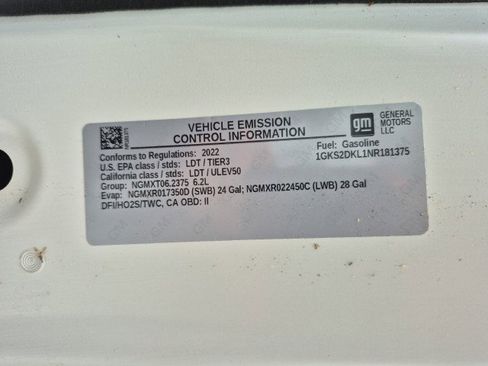 VEHICLE EMISSION
CONTROL INFORMATION
gm
GENERAL
MOTORS
LLC
Conforms to Regulations: 2022
Fuel: Gasoline
U.S. EPA class / stds: LDT / TIER3
1GKS2DKL1NR181375
California class / stds: LDT / ULEV50
Group: NGMXT06.2375 6.2L
Evap: NGMXR017350D (SWB) 24 Gal; NGMXR022450C (LWB) 28 Gal
DFI/HO2S/TWC, CA OBD: II